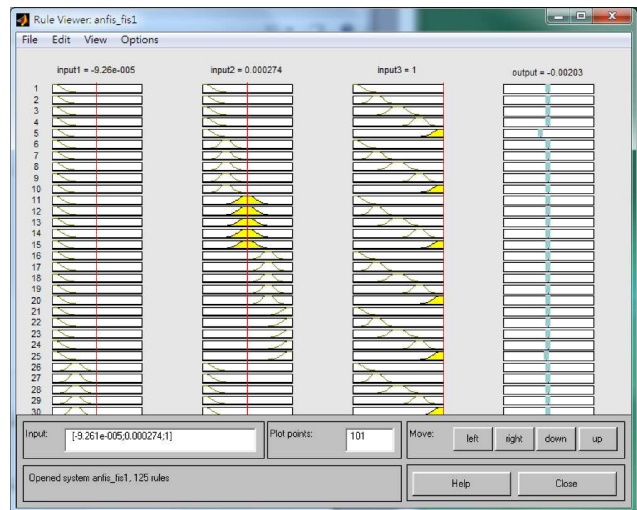 Rule Viewer: anfis_fis1
File Edit View Options
input1 = -9.26e-005
input2 = 0.000274
input3 = 1
output = -0.00203
1
2
3
4
5
6
7
8
9
10
11
12
13
14
15
16
17
18
19
20
21
22
23
24
25
26
27
28
29
30
Input: [-9.261e-005;0.000274;1]
Plot points: 101
Move: left right down up
Opened system anfis_fis1, 125 rules
Help Close